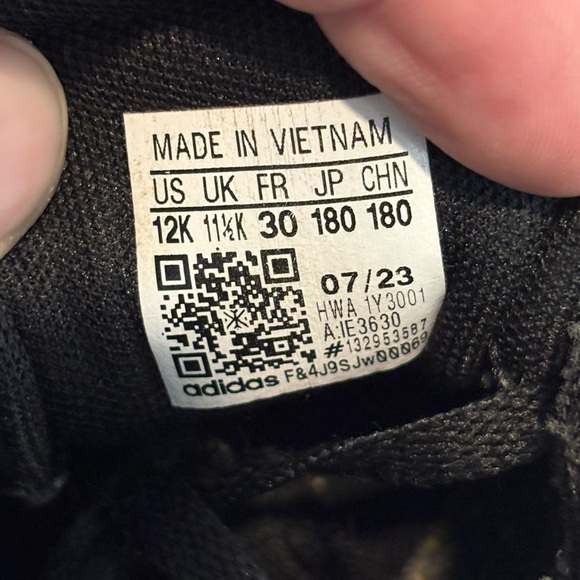 MADE IN VIETNAM
US UK FR JP CHN
12K 11½K 30 180 180
07/23
HWA 1Y3001
A:IE3630
#132953587
adidas F&4J9SJw00069